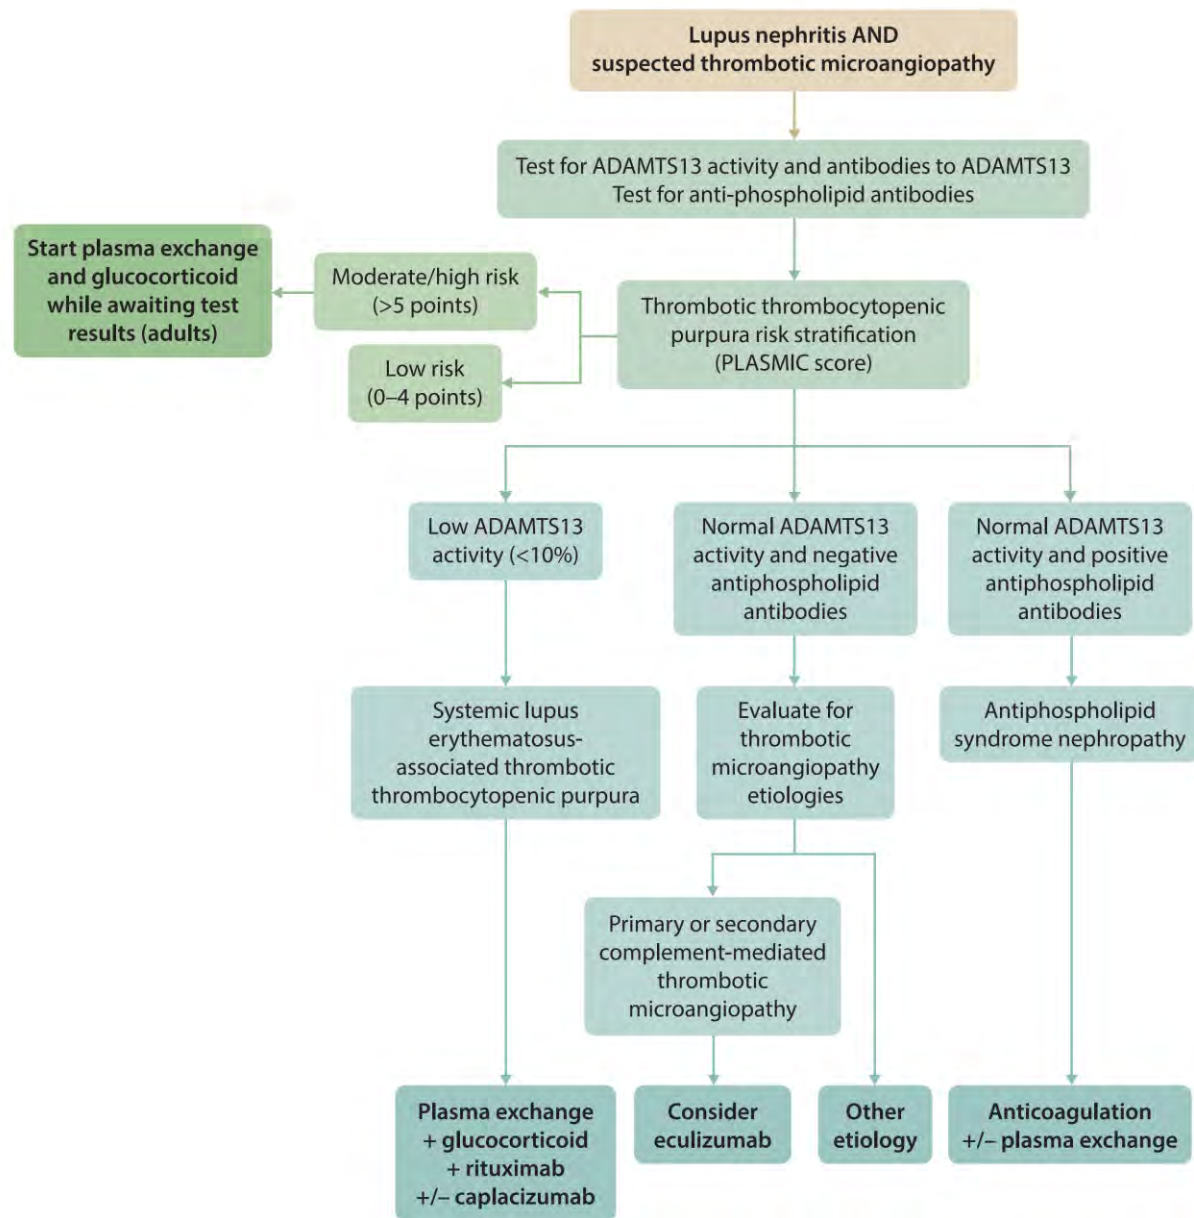 Lupus nephritis AND
suspected thrombotic microangiopathy
Test for ADAMTS13 activity and antibodies to ADAMTS13
Test for anti-phospholipid antibodies
Start plasma exchange
and glucocorticoid
while awaiting test
results (adults)
Moderate/high risk
(>5 points)
Low risk
(0–4 points)
Thrombotic thrombocytopenic
purpura risk stratification
(PLASMIC score)
Low ADAMTS13
activity (<10%)
Normal ADAMTS13
activity and negative
antiphospholipid
antibodies
Normal ADAMTS13
activity and positive
antiphospholipid
antibodies
Systemic lupus
erythematosus-
associated thrombotic
thrombocytopenic purpura
Evaluate for
thrombotic
microangiopathy
etiologies
Antiphospholipid
syndrome nephropathy
Primary or secondary
complement-mediated
thrombotic
microangiopathy
Plasma exchange
+ glucocorticoid
+ rituximab
+/– caplacizumab
Consider
eculizumab
Other
etiology
Anticoagulation
+/– plasma exchange